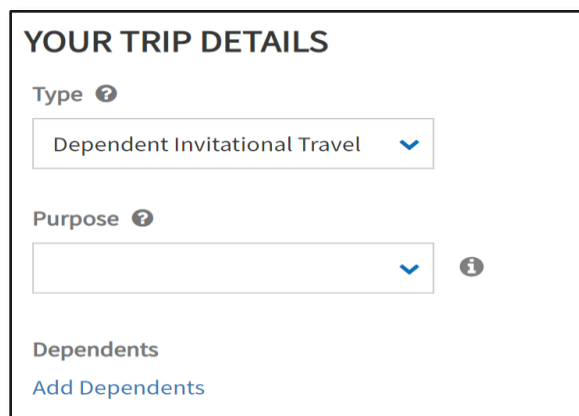 YOUR TRIP DETAILS
Type ?
Dependent Invitational Travel
Purpose ?
i
Dependents
Add Dependents